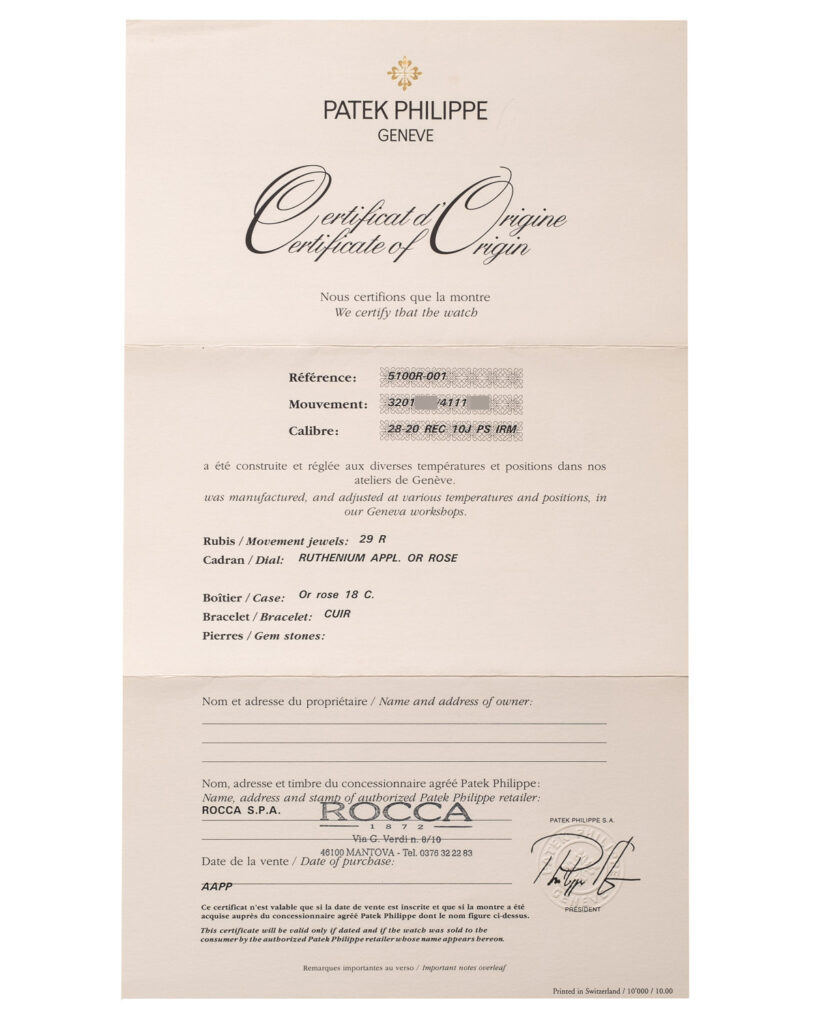 PATEK PHILIPPE
GENEVE
Certificat d'Origine
Certificate of Origin
Nous certifions que la montre
We certify that the watch
Référence: 5100R-001
Mouvement: 3201 /4111
Calibre: 28-20 REC 10J PS IRM
a été construite et réglée aux diverses températures et positions dans nos
ateliers de Genève.
was manufactured, and adjusted at various temperatures and positions, in
our Geneva workshops.
Rubis / Movement jewels: 29 R
Cadran / Dial: RUTHENIUM APPL. OR ROSE
Boîtier / Case: Or rose 18 C.
Bracelet / Bracelet: CUIR
Pierres / Gem stones:
Nom et adresse du propriétaire / Name and address of owner:
Nom, adresse et timbre du concessionnaire agréé Patek Philippe:
Name, address and stamp of authorized Patek Philippe retailer:
ROCCA S.P.A.
ROCCA
1872
Via G. Verdi n. 8/10
46100 MANTOVA - Tel. 0376 32 22 83
PATEK PHILIPPE S.A.
PRÉSIDENT
Date de la vente / Date of purchase:
AAPP
Ce certificat n'est valable que si la date de vente est inscrite et que si la montre a été
acquise auprès du concessionnaire agréé Patek Philippe dont le nom figure ci-dessus.
This certificate will be valid only if dated and if the watch was sold to the
consumer by the authorized Patek Philippe retailer whose name appears hereon.
Remarques importantes au verso / Important notes overleaf
Printed in Switzerland / 10'000 / 10.00